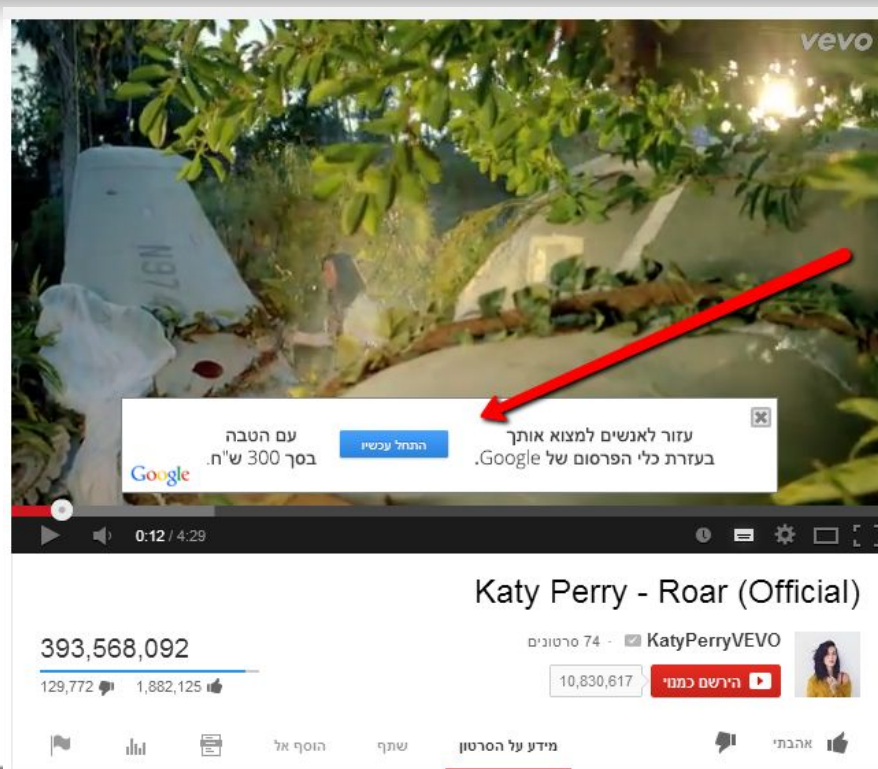 vevo
N974
עזור לאנשים למצוא אותך
בעזרת כלי הפרסום של Google.
התחל עכשיו
עם הטבה
בסך 300 ש"ח.
Google
0:12 / 4:29
Katy Perry - Roar (Official)
KatyPerryVEVO · 74 סרטונים
הירשם כמנוי 10,830,617
393,568,092
1,882,125 129,772
אהבתי
מידע על הסרטון שתף הוסף אל